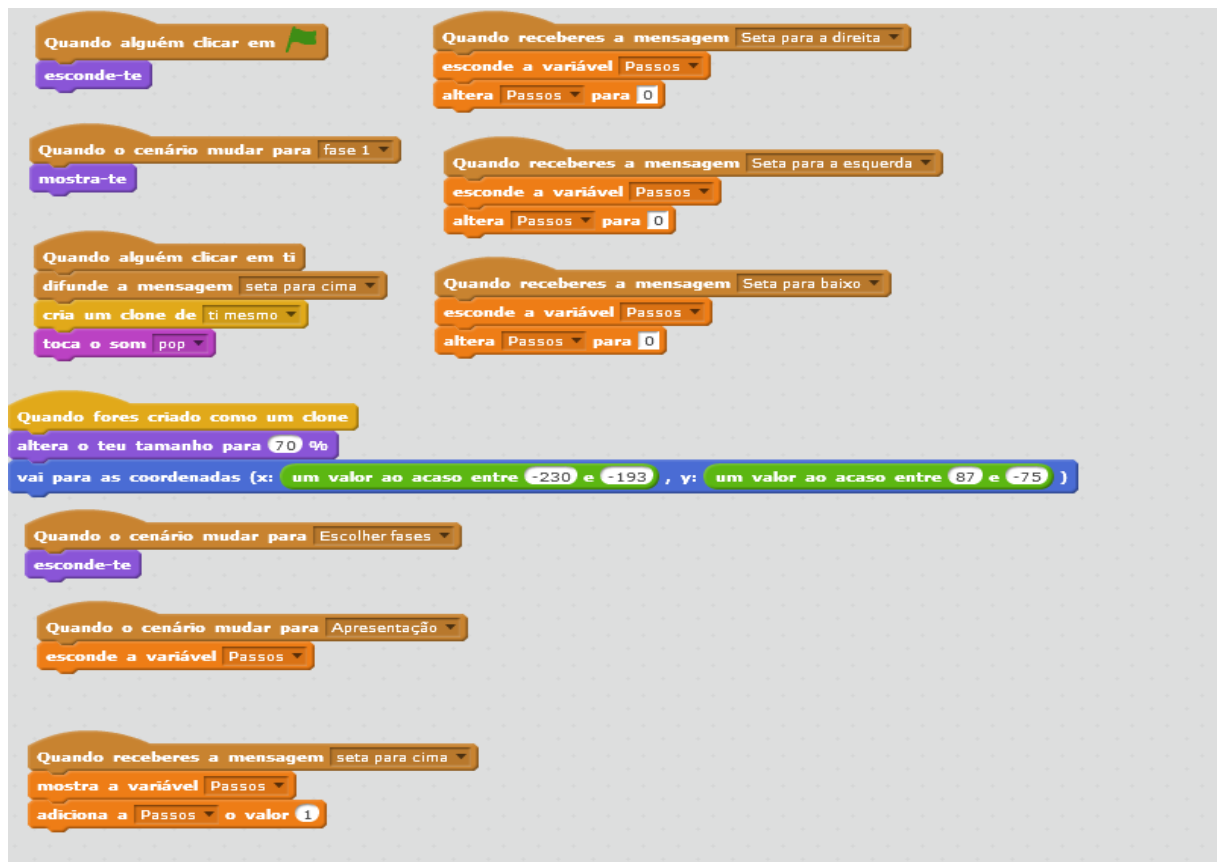 Quando alguém clicar em
esconde-te
Quando o cenário mudar para fase 1
mostra-te
Quando alguém clicar em ti
difunde a mensagem seta para cima
cria um clone de ti mesmo
toca o som pop
Quando receberes a mensagem Seta para a direita
esconde a variável Passos
altera Passos para 0
Quando receberes a mensagem Seta para a esquerda
esconde a variável Passos
altera Passos para 0
Quando receberes a mensagem Seta para baixo
esconde a variável Passos
altera Passos para 0
Quando fores criado como um clone
altera o teu tamanho para 70 %
vai para as coordenadas (x: um valor ao acaso entre -230 e -193 , y: um valor ao acaso entre 87 e -75 )
Quando o cenário mudar para Escolher fases
esconde-te
Quando o cenário mudar para Apresentação
esconde a variável Passos
Quando receberes a mensagem seta para cima
mostra a variável Passos
adiciona a Passos o valor 1